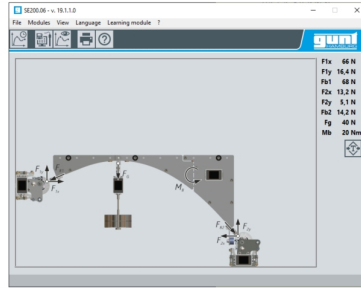 SE200.06 - v. 19.1.1.0
File Modules View Language Learning module ?
gunt
F1x 66 N
F1y 16,4 N
Fb1 68 N
F2x 13,2 N
F2y 5,1 N
Fb2 14,2 N
Fg 40 N
Mb 20 Nm